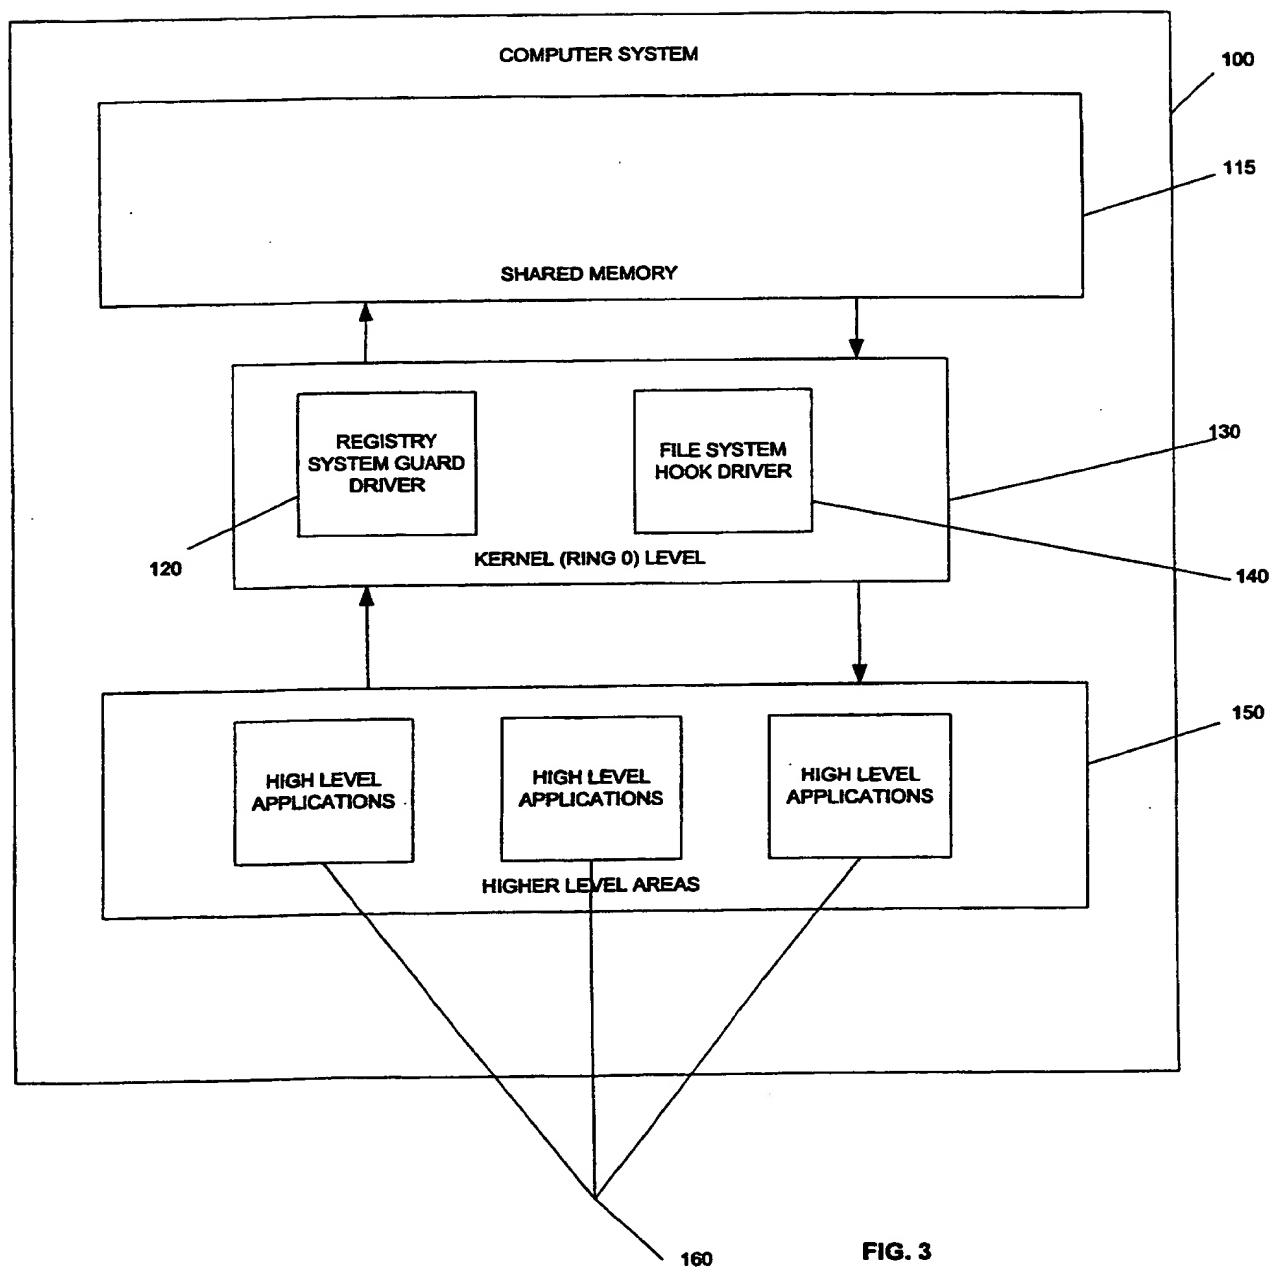 COMPUTER SYSTEM
100
115
SHARED MEMORY
REGISTRY
SYSTEM GUARD
DRIVER
FILE SYSTEM
HOOK DRIVER
130
120
KERNEL (RING 0) LEVEL
140
150
HIGH LEVEL
APPLICATIONS
HIGH LEVEL
APPLICATIONS
HIGH LEVEL
APPLICATIONS
HIGHER LEVEL AREAS
160
FIG. 3